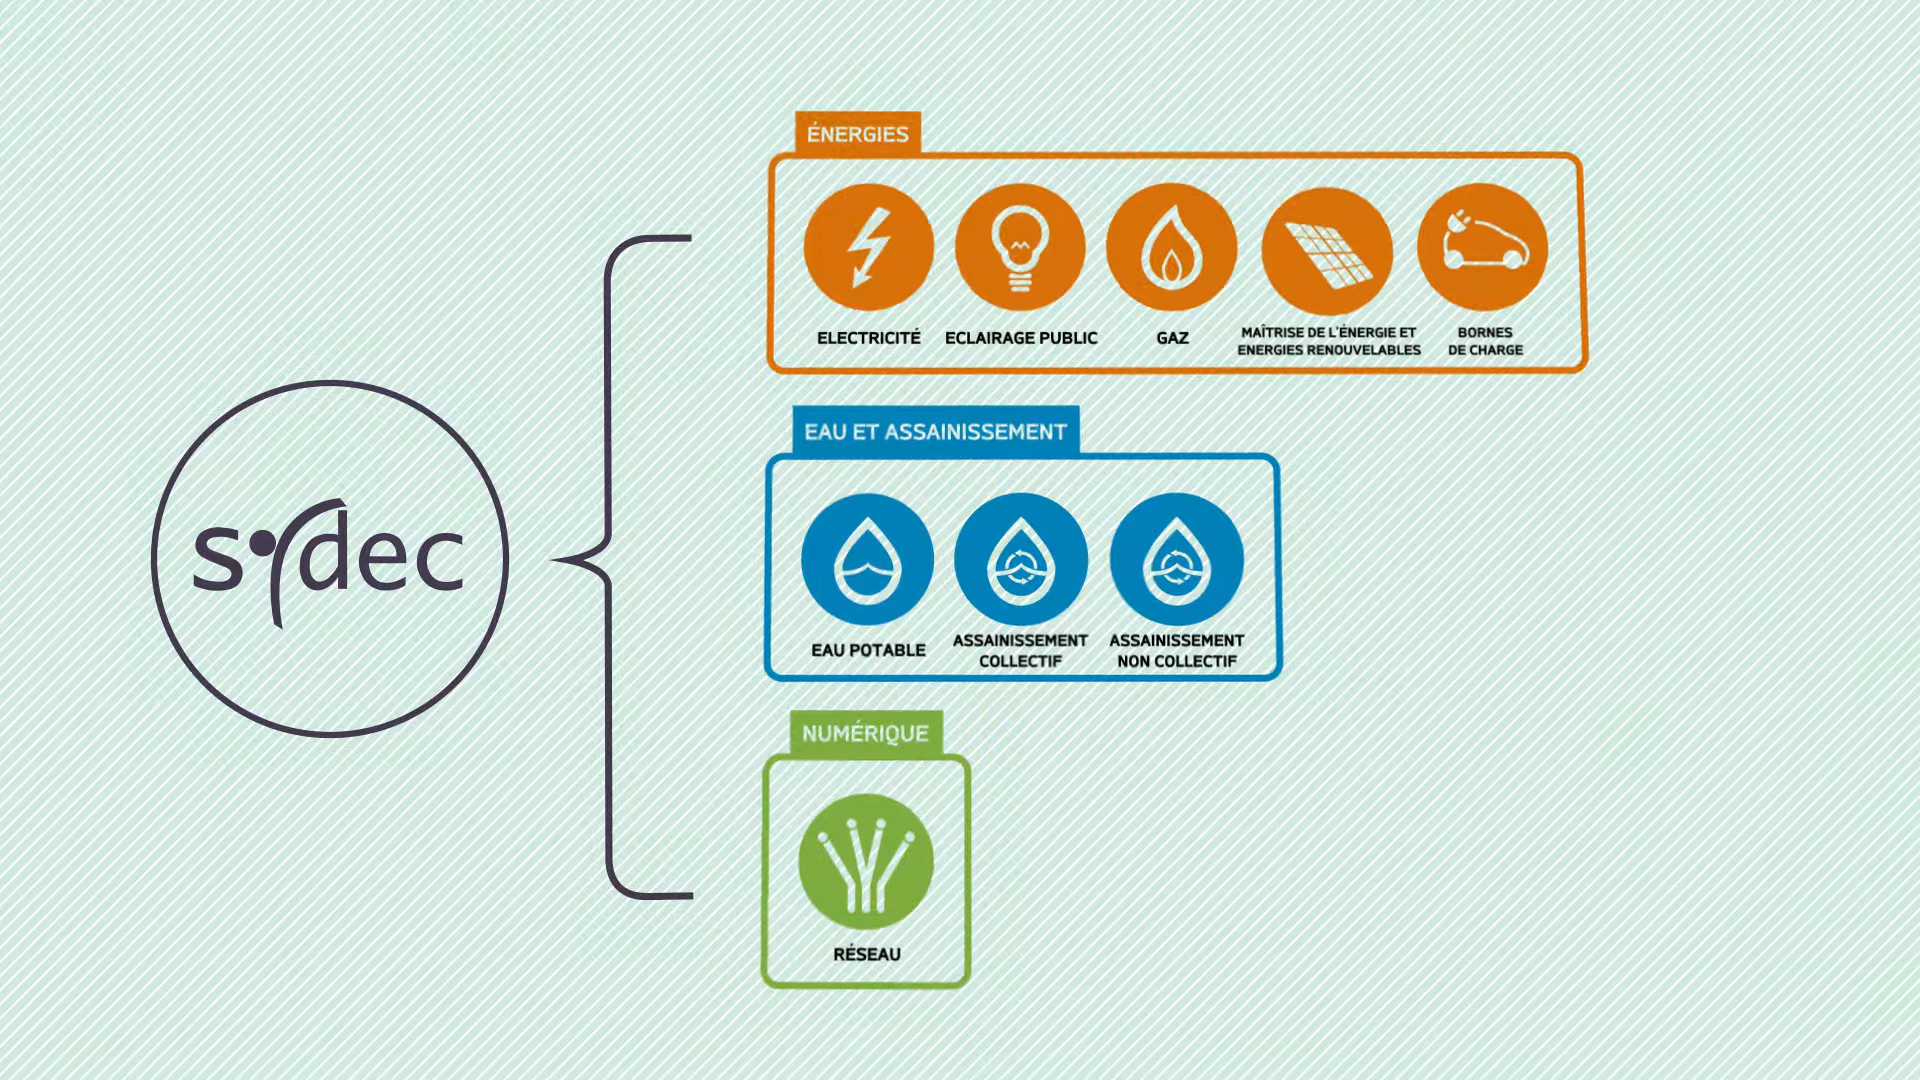 sydec
ÉNERGIES
ELECTRICITÉ
ECLAIRAGE PUBLIC
GAZ
MAÎTRISE DE L'ÉNERGIE ET
ENERGIES RENOUVELABLES
BORNES
DE CHARGE
EAU ET ASSAINISSEMENT
EAU POTABLE
ASSAINISSEMENT
COLLECTIF
ASSAINISSEMENT
NON COLLECTIF
NUMÉRIQUE
RÉSEAU